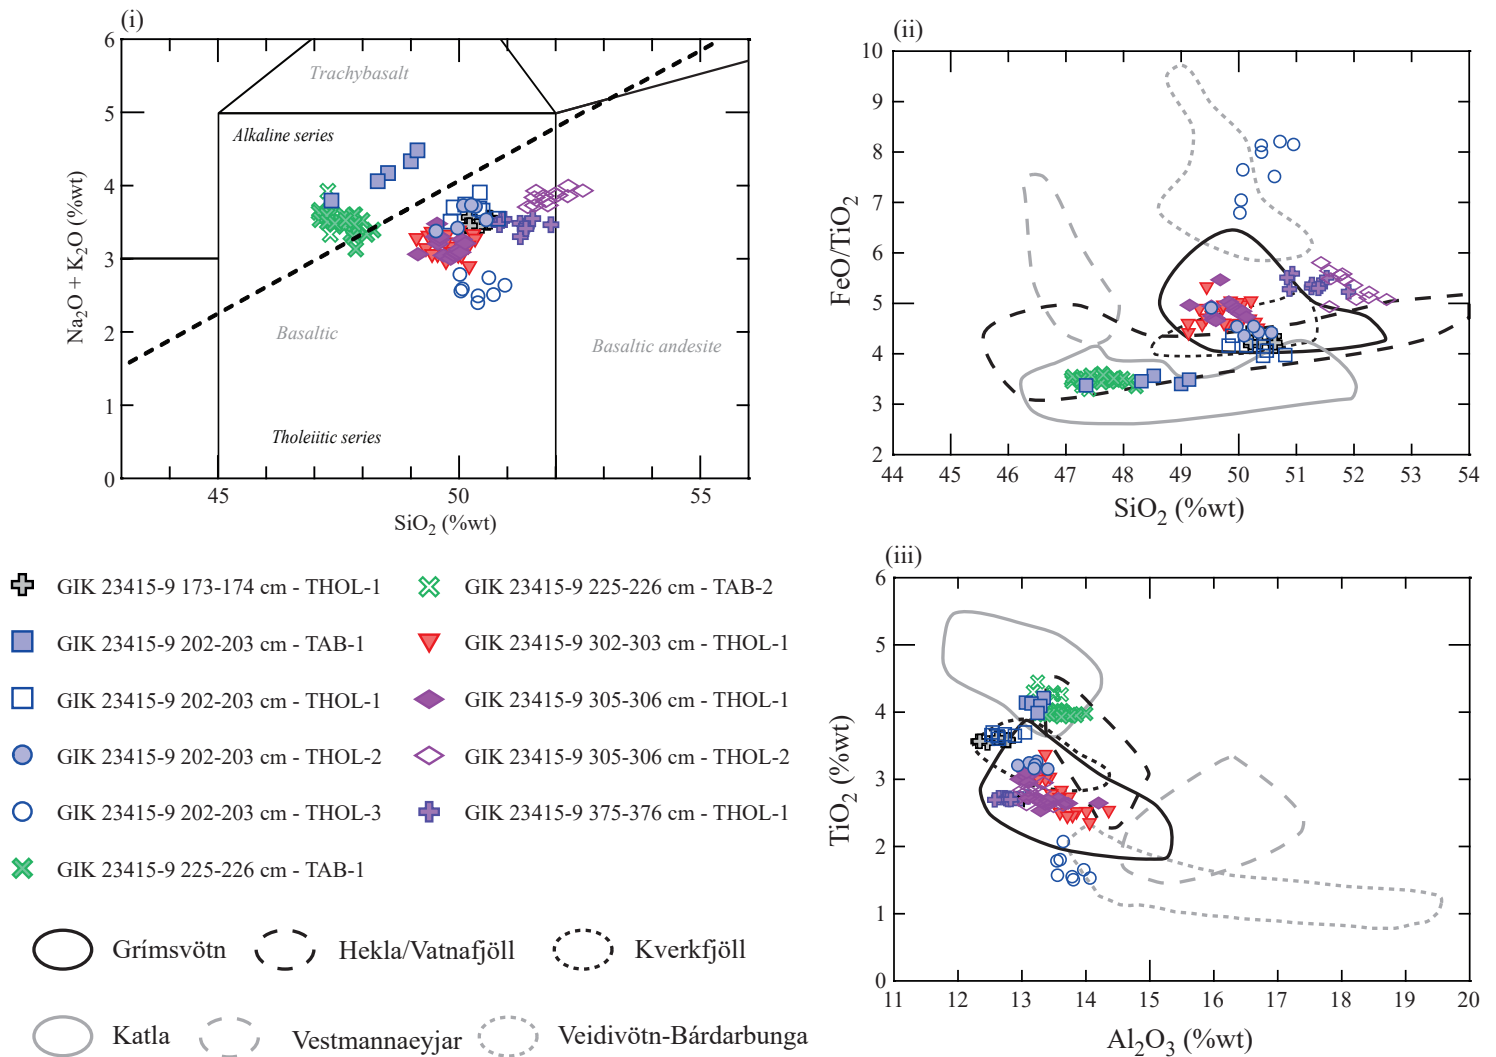 (i)
6
5
4
3
2
1
0
Na₂O + K₂O (%wt)
45
50
55
SiO₂ (%wt)
Trachybasalt
Alkaline series
Basaltic
Basaltic andesite
Tholeiitic series
(ii)
10
9
8
7
6
5
4
3
2
FeO/TiO₂
44
45
46
47
48
49
50
51
52
53
54
SiO₂ (%wt)
GIK 23415-9 173-174 cm - THOL-1
GIK 23415-9 202-203 cm - TAB-1
GIK 23415-9 202-203 cm - THOL-1
GIK 23415-9 202-203 cm - THOL-2
GIK 23415-9 202-203 cm - THOL-3
GIK 23415-9 225-226 cm - TAB-1
GIK 23415-9 225-226 cm - TAB-2
GIK 23415-9 302-303 cm - THOL-1
GIK 23415-9 305-306 cm - THOL-1
GIK 23415-9 305-306 cm - THOL-2
GIK 23415-9 375-376 cm - THOL-1
Grímsvötn
Hekla/Vatnafjöll
Kverkfjöll
Katla
Vestmannaeyjar
Veidivötn-Bárdarbunga
(iii)
6
5
4
3
2
1
0
TiO₂ (%wt)
11
12
13
14
15
16
17
18
19
20
Al₂O₃ (%wt)